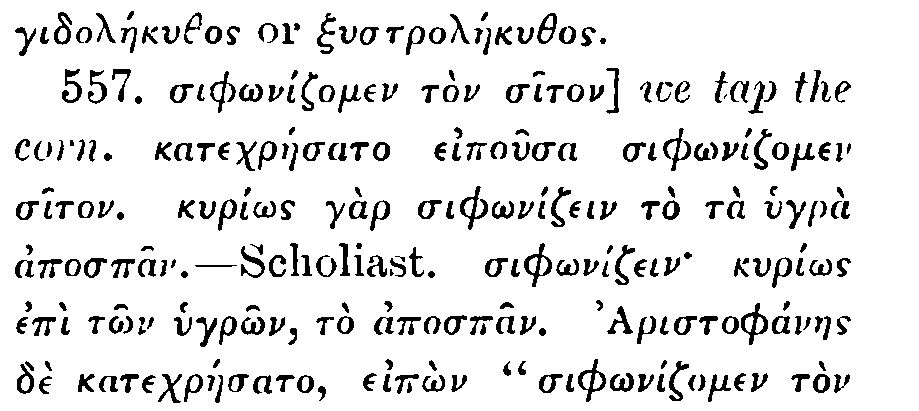 γιδολήκυθος or ξυστρολήκυθος.
557. σιφωνίζομεν τὸν σῖτον] we tap the
corn. κατεχρήσατο εἰποῦσα σιφωνίζομεν
σῖτον. κυρίως γὰρ σιφωνίζειν τὸ τὰ ὑγρὰ
ἀποσπᾶν.—Scholiast. σιφωνίζειν· κυρίως
ἐπὶ τῶν ὑγρῶν, τὸ ἀποσπᾶν. Ἀριστοφάνης
δὲ κατεχρήσατο, εἰπὼν “σιφωνίζομεν τὸν